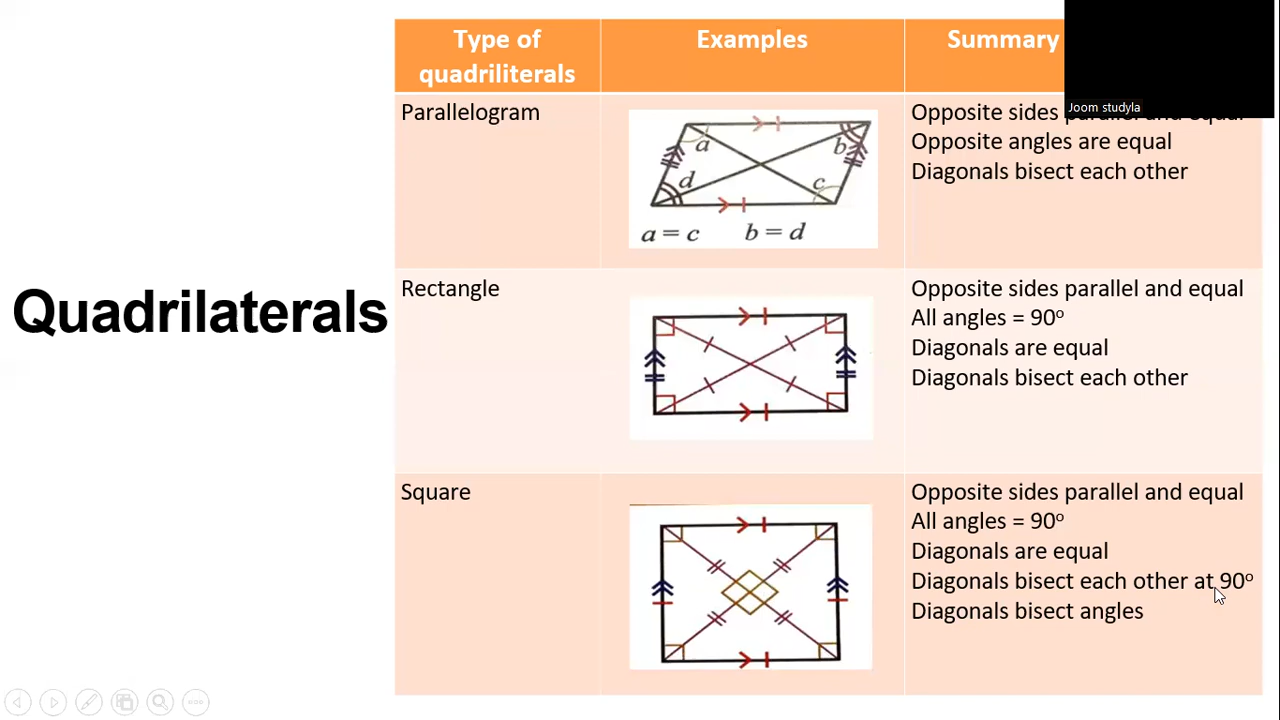 Quadrilaterals
Type of
quadriliterals
Examples
Summary
Joom studyla
Parallelogram
a
b
d
c
a = c b = d
Opposite sides parallel and equal
Opposite angles are equal
Diagonals bisect each other
Rectangle
Opposite sides parallel and equal
All angles = 90°
Diagonals are equal
Diagonals bisect each other
Square
Opposite sides parallel and equal
All angles = 90°
Diagonals are equal
Diagonals bisect each other at 90°
Diagonals bisect angles